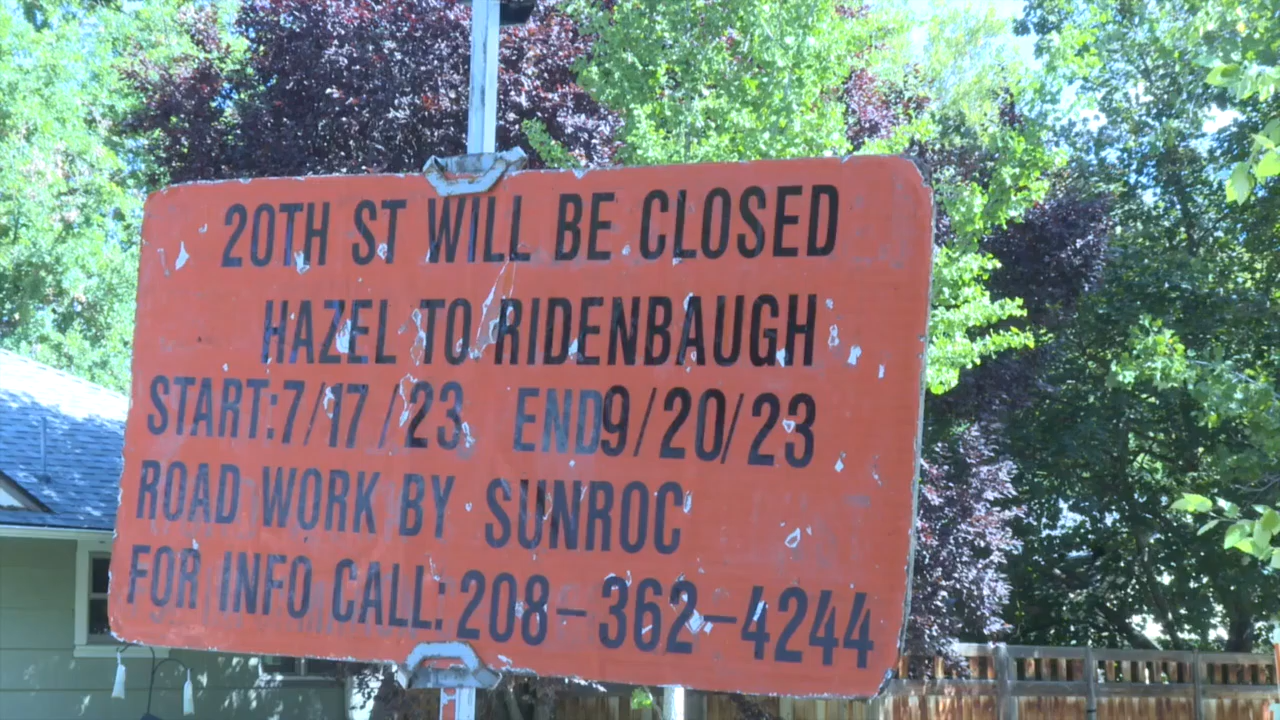 20TH ST WILL BE CLOSED
HAZEL TO RIDENBAUGH
START:7/17/23 END9/20/23
ROAD WORK BY SUNROC
FOR INFO CALL: 208-362-4244